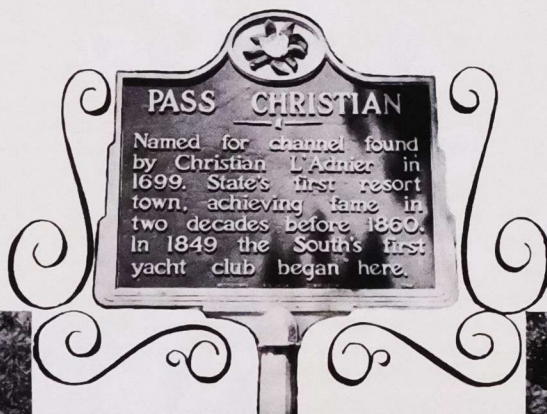 PASS CHRISTIAN
Named for channel found
by Christian L'Adnier in
1699. State's first resort
town, achieving fame in
two decades before 1860.
In 1849 the South's first
yacht club began here.